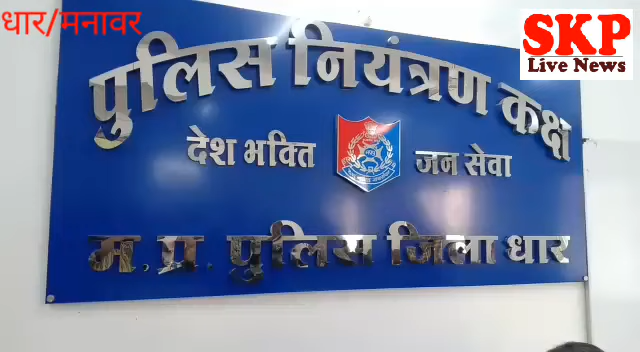 धार/मनावर
SKP
Live News
पुलिस नियंत्रण कक्ष
देश भक्ति जन सेवा
म.प्र. पुलिस जिला धार